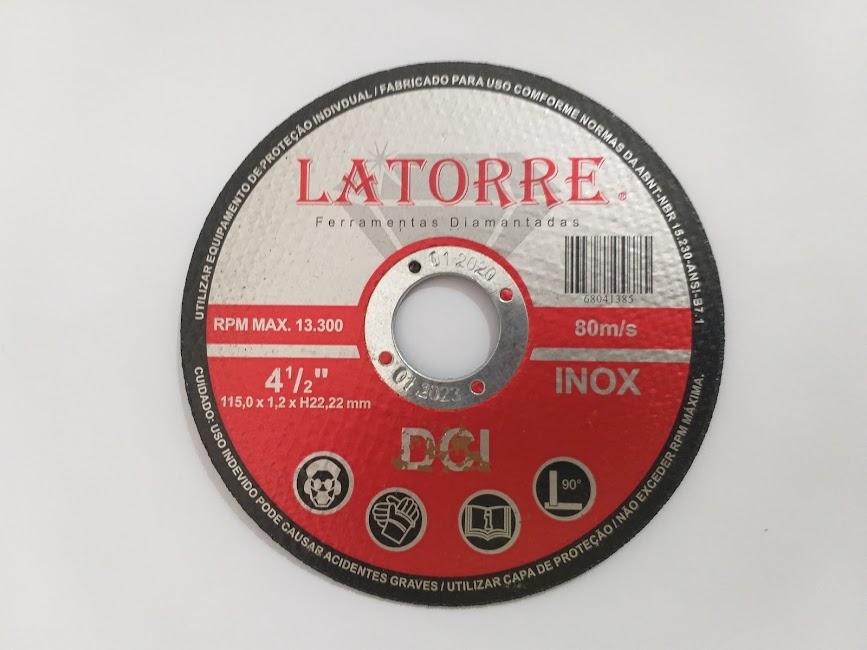 UTILIZAR EQUIPAMENTO DE PROTEÇÃO INDIVDUAL / FABRICADO PARA USO CONFORME NORMAS DA ABNT-NBR 15.230-ANSI-B7.1
LATORRE®
Ferramentas Diamantadas
01-2020
68041385
RPM MAX. 13.300
80m/s
4 1/2"
115,0 x 1,2 x H22,22 mm
INOX
01.2023
DCI
90°
CUIDADO: USO INDEVIDO PODE CAUSAR ACIDENTES GRAVES / UTILIZAR CAPA DE PROTEÇÃO / NÃO EXCEDER RPM MÁXIMA.